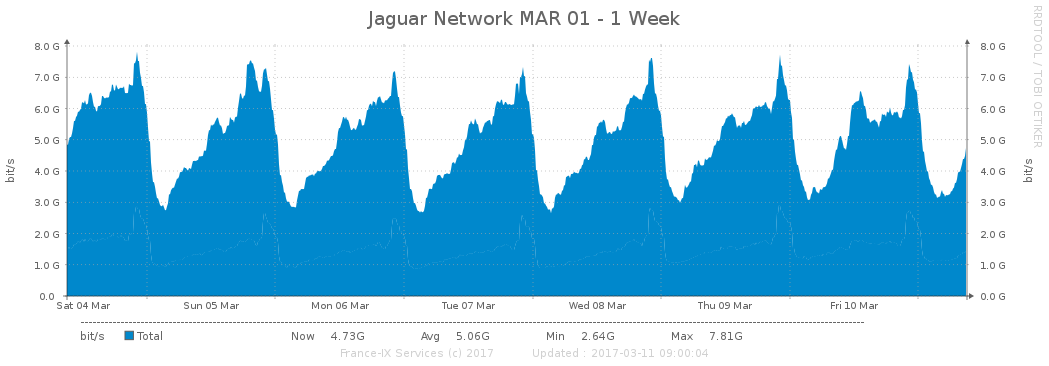 Jaguar Network MAR 01 - 1 Week
RRDTOOL / TOBI OETIKER
bit/s
8.0 G
7.0 G
6.0 G
5.0 G
4.0 G
3.0 G
2.0 G
1.0 G
0.0
8.0 G
7.0 G
6.0 G
5.0 G
4.0 G
3.0 G
2.0 G
1.0 G
0.0 G
bit/s
Sat 04 Mar Sun 05 Mar Mon 06 Mar Tue 07 Mar Wed 08 Mar Thu 09 Mar Fri 10 Mar
bit/s Total Now 4.73G Avg 5.06G Min 2.64G Max 7.81G
France-IX Services (c) 2017 Updated : 2017-03-11 09:00:04